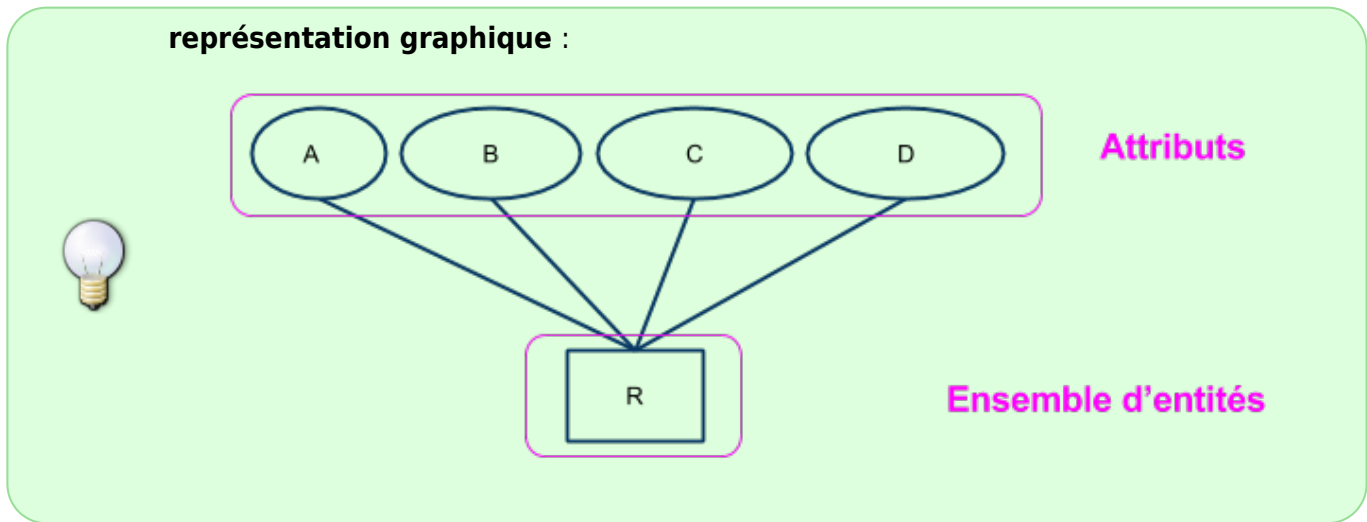 représentation graphique :
A B C D Attributs
R
Ensemble d'entités